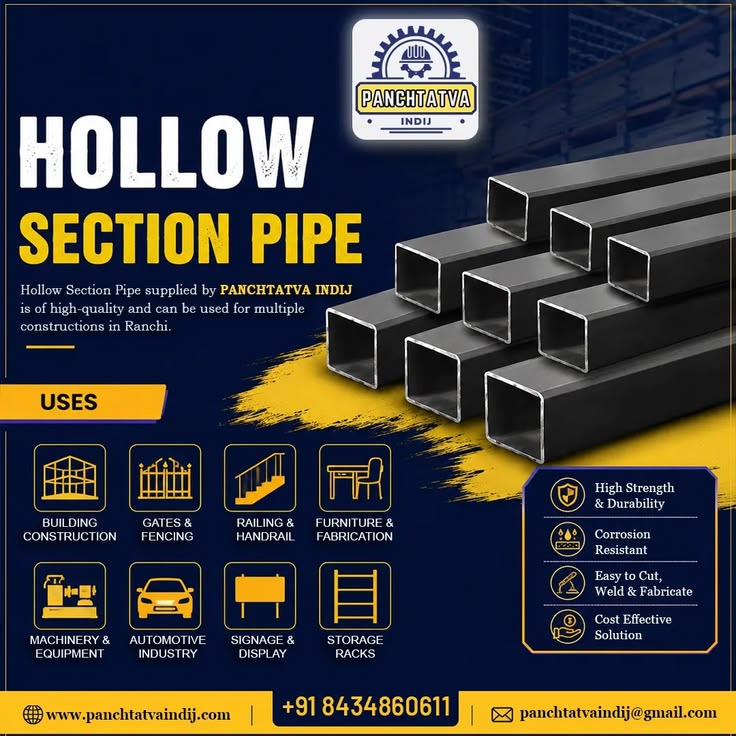 PANCHTATVA
INDIJ
HOLLOW
SECTION PIPE
Hollow Section Pipe supplied by PANCHTATVA INDIJ
is of high-quality and can be used for multiple
constructions in Ranchi.
USES
BUILDING
CONSTRUCTION
GATES &
FENCING
RAILING &
HANDRAIL
FURNITURE &
FABRICATION
MACHINERY &
EQUIPMENT
AUTOMOTIVE
INDUSTRY
SIGNAGE &
DISPLAY
STORAGE
RACKS
High Strength
& Durability
Corrosion
Resistant
Easy to Cut,
Weld & Fabricate
Cost Effective
Solution
www.panchtatvaindij.com
+91 8434860611
panchtatvaindij@gmail.com